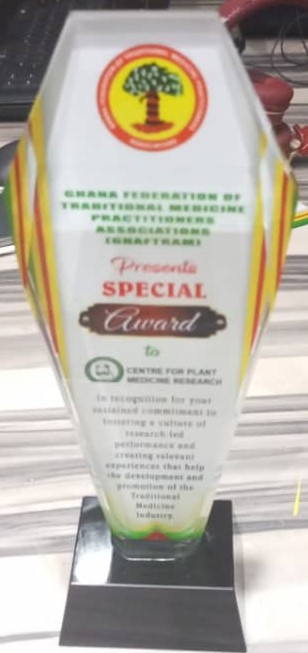 GHANA FEDERATION OF
TRADITIONAL MEDICINE
PRACTITIONERS
ASSOCIATIONS
(GHAFTRAM)
Presents
SPECIAL
Award
to
CENTRE FOR PLANT
MEDICINE RESEARCH
In recognition for your
sustained commitment to
fostering a culture of
research-led
performance and
creating relevant
experiences that help
the development and
promotion of the
Traditional
Medicine
industry.